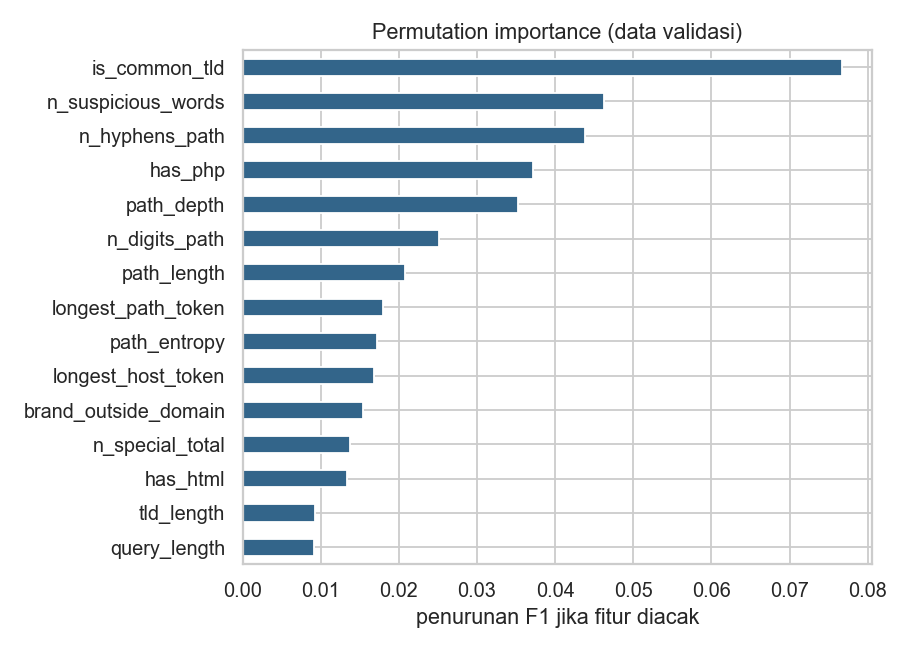 Permutation importance (data validasi)
is_common_tld
n_suspicious_words
n_hyphens_path
has_php
path_depth
n_digits_path
path_length
longest_path_token
path_entropy
longest_host_token
brand_outside_domain
n_special_total
has_html
tld_length
query_length
0.00 0.01 0.02 0.03 0.04 0.05 0.06 0.07 0.08
penurunan F1 jika fitur diacak